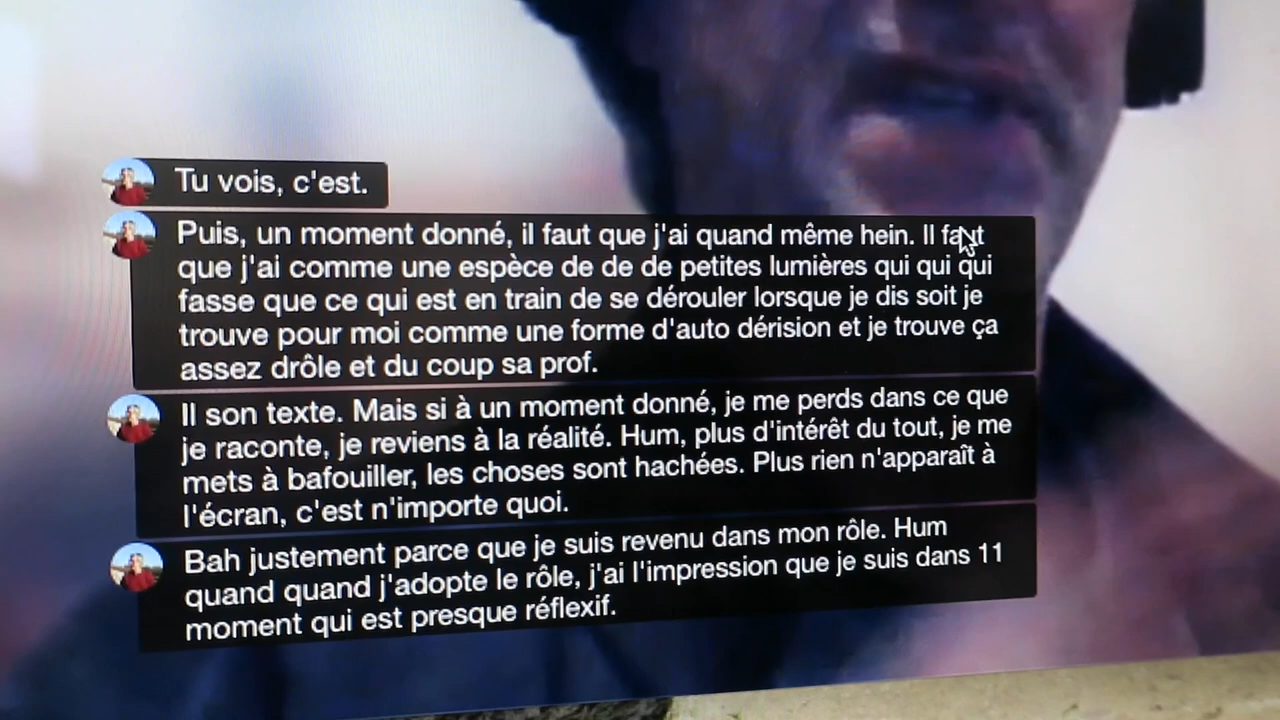 Tu vois, c'est.
Puis, un moment donné, il faut que j'ai quand même hein. Il faut
que j'ai comme une espèce de de de petites lumières qui qui qui
fasse que ce qui est en train de se dérouler lorsque je dis soit je
trouve pour moi comme une forme d'auto dérision et je trouve ça
assez drôle et du coup sa prof.
Il son texte. Mais si à un moment donné, je me perds dans ce que
je raconte, je reviens à la réalité. Hum, plus d'intérêt du tout, je me
mets à bafouiller, les choses sont hachées. Plus rien n'apparaît à
l'écran, c'est n'importe quoi.
Bah justement parce que je suis revenu dans mon rôle. Hum
quand quand j'adopte le rôle, j'ai l'impression que je suis dans 11
moment qui est presque réflexif.